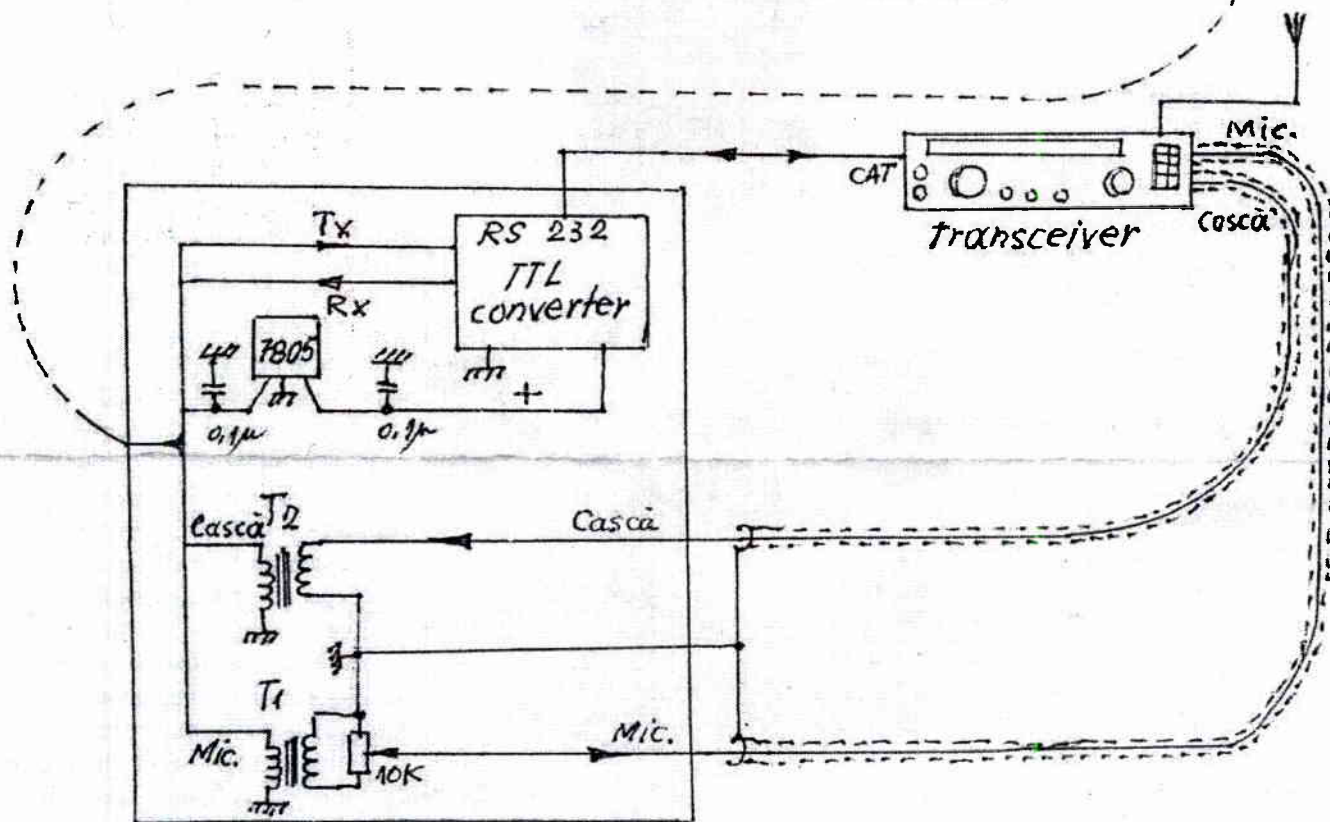 Mic.
CAT
Cască
Transceiver
Tx
RS 232
TTL
converter
Rx
7805
+
0,1µ
0,1µ
T2
Cască
Cască
T1
Mic.
10K
Mic.